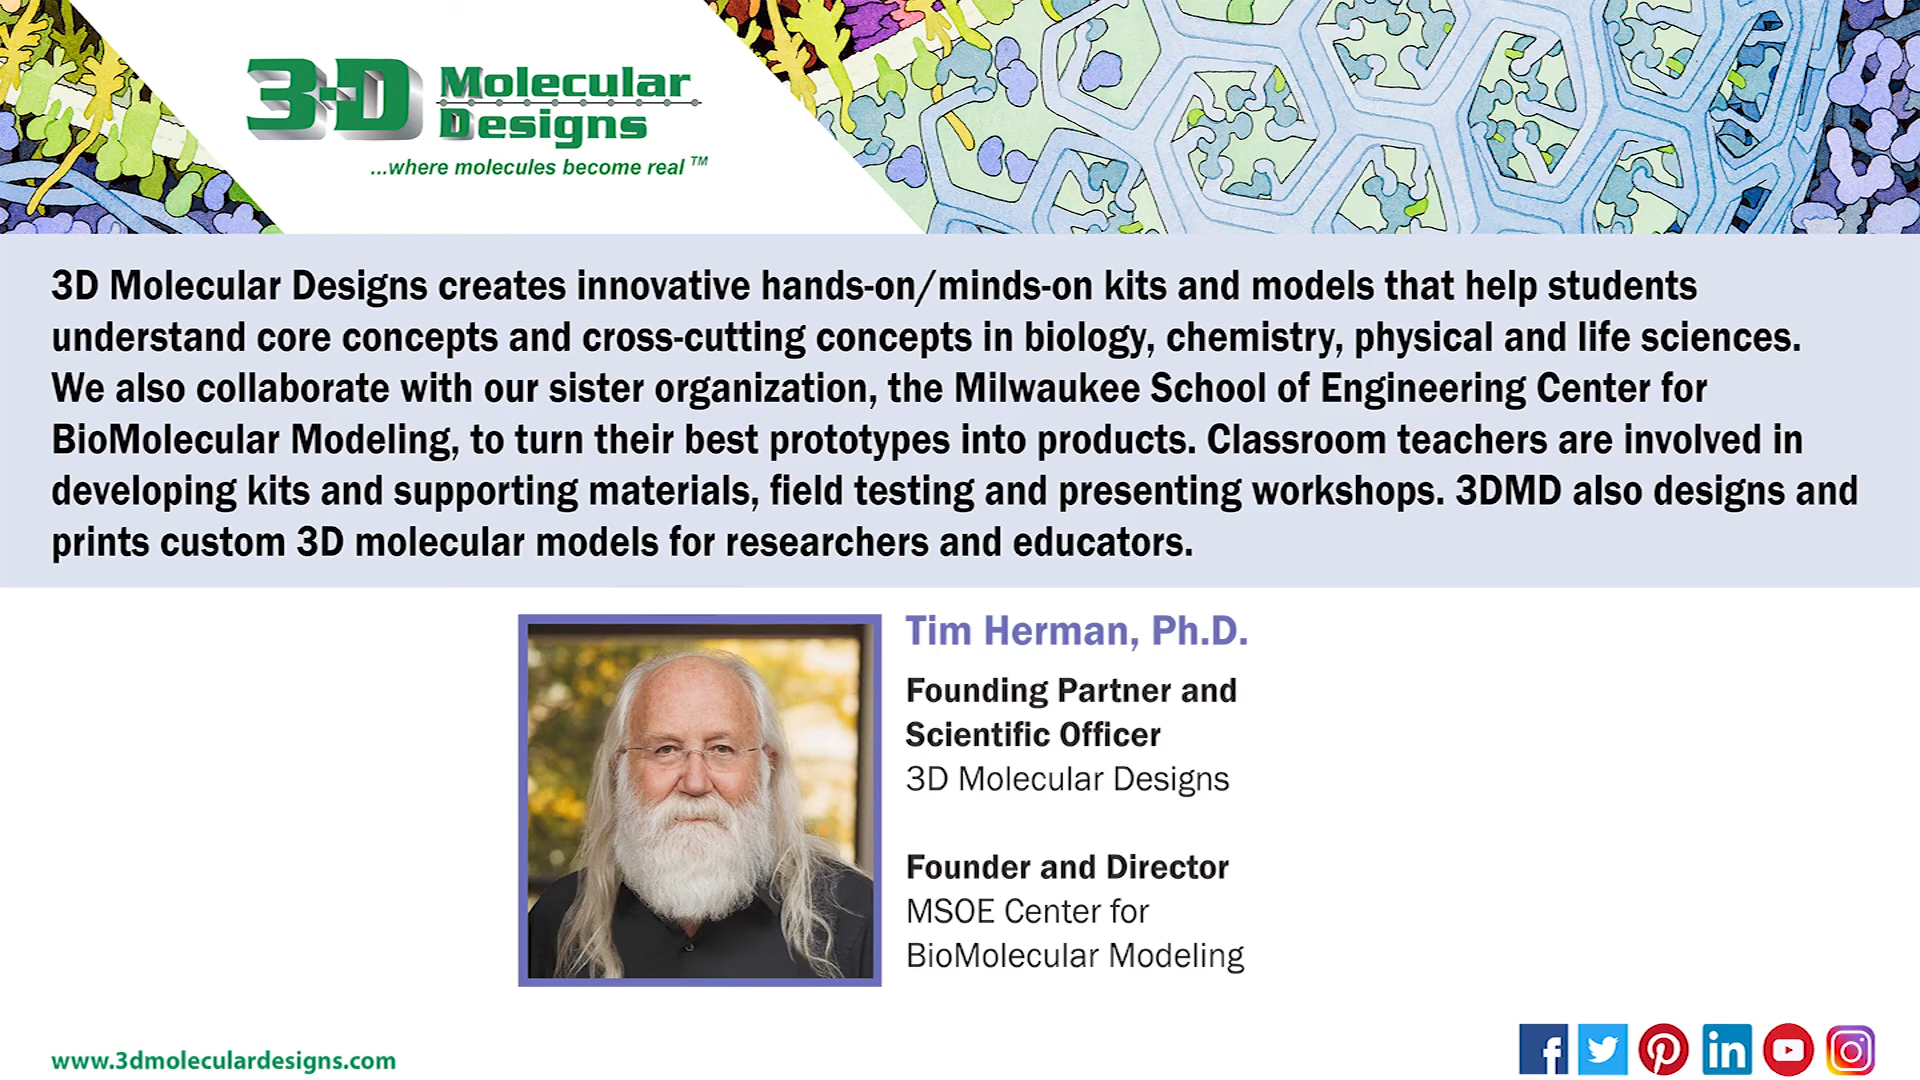 3-D Molecular
Designs
...where molecules become real ™
3D Molecular Designs creates innovative hands-on/minds-on kits and models that help students
understand core concepts and cross-cutting concepts in biology, chemistry, physical and life sciences.
We also collaborate with our sister organization, the Milwaukee School of Engineering Center for
BioMolecular Modeling, to turn their best prototypes into products. Classroom teachers are involved in
developing kits and supporting materials, field testing and presenting workshops. 3DMD also designs and
prints custom 3D molecular models for researchers and educators.
Tim Herman, Ph.D.
Founding Partner and
Scientific Officer
3D Molecular Designs
Founder and Director
MSOE Center for
BioMolecular Modeling
www.3dmoleculardesigns.com